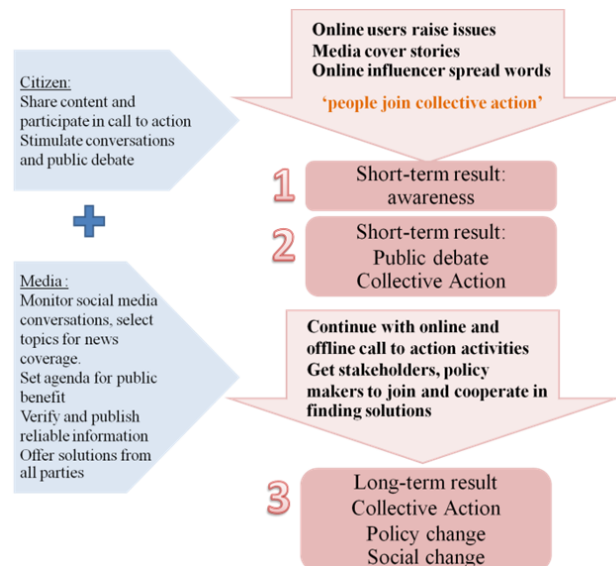 Citizen:
Share content and
participate in call to action
Stimulate conversations
and public debate
Media :
Monitor social media
conversations, select
topics for news
coverage.
Set agenda for public
benefit
Verify and publish
reliable information
Offer solutions from
all parties
Online users raise issues
Media cover stories
Online influencer spread words
‘people join collective action’
1
Short-term result:
awareness
2
Short-term result:
Public debate
Collective Action
Continue with online and
offline call to action activities
Get stakeholders, policy
makers to join and cooperate in
finding solutions
3
Long-term result
Collective Action
Policy change
Social change